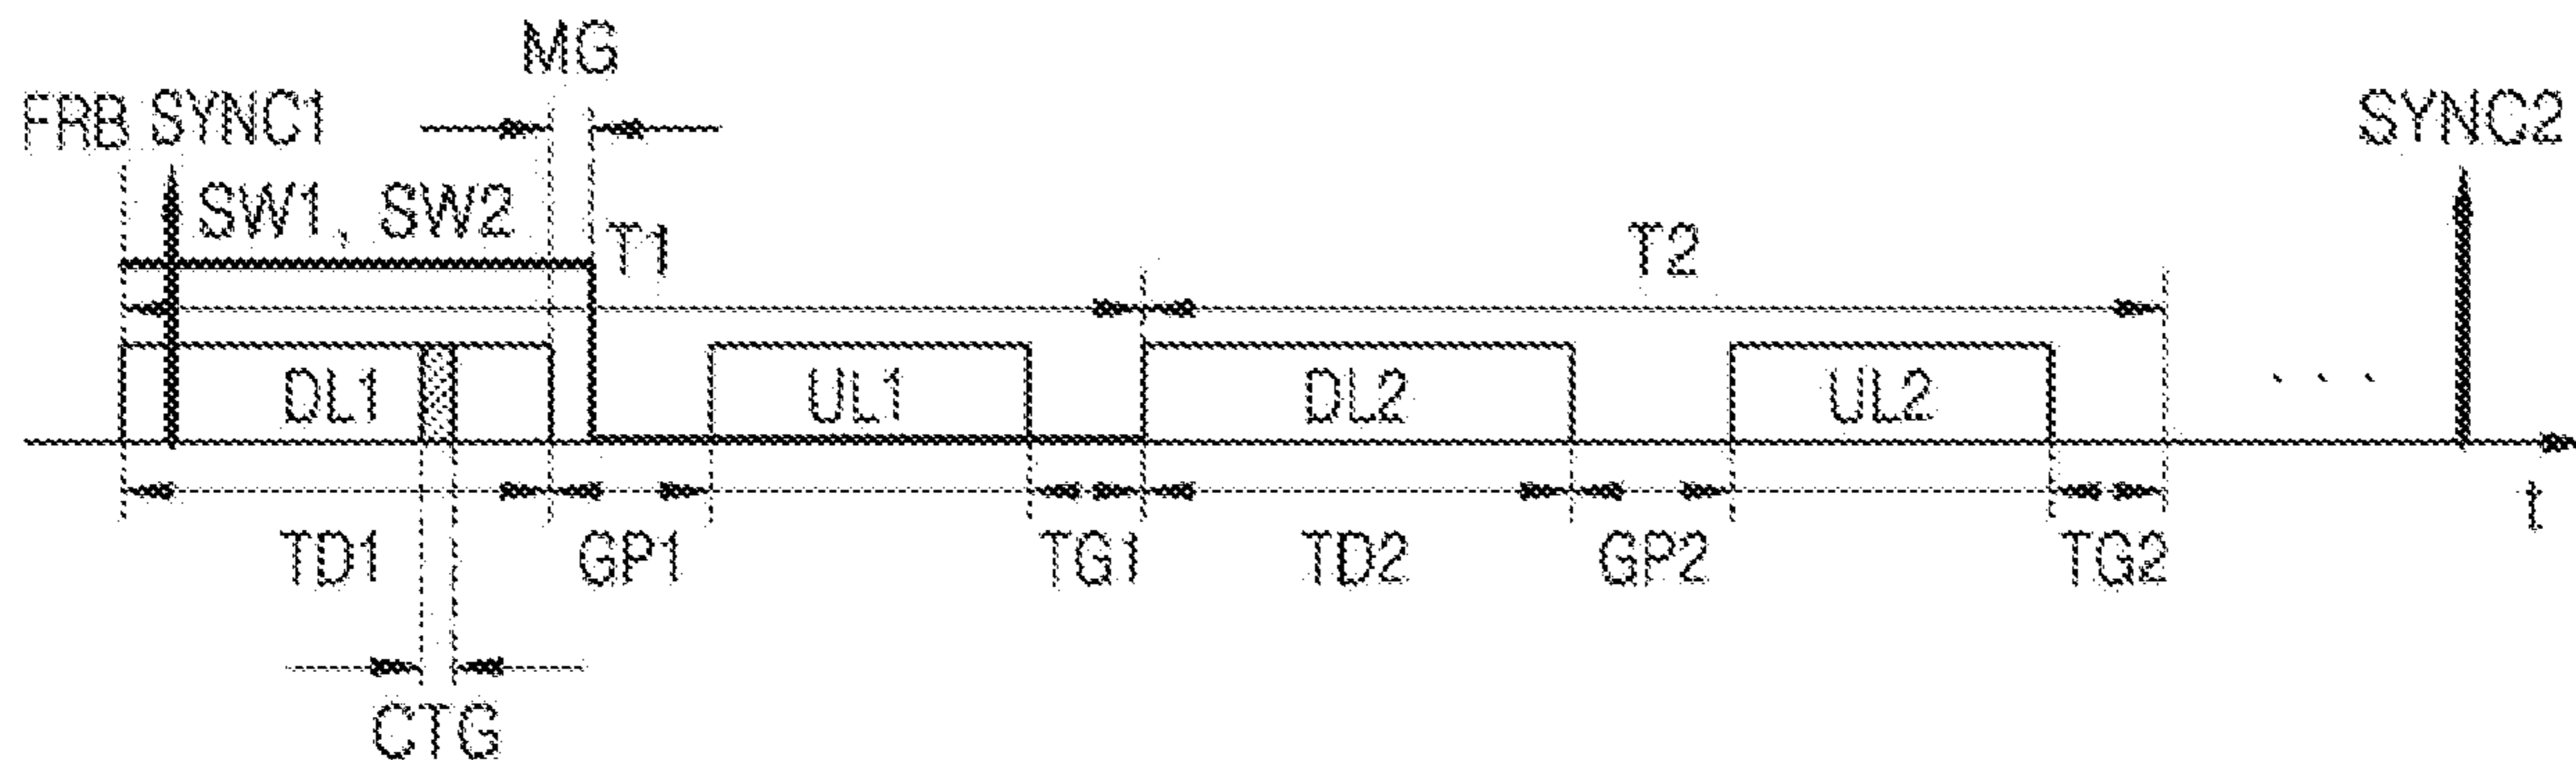 MG
FRB SYNC1
SYNC2
SW1, SW2
T1
T2
DL1
UL1
DL2
UL2
. . .
t
TD1
GP1
TG1
TD2
GP2
TG2
CTG